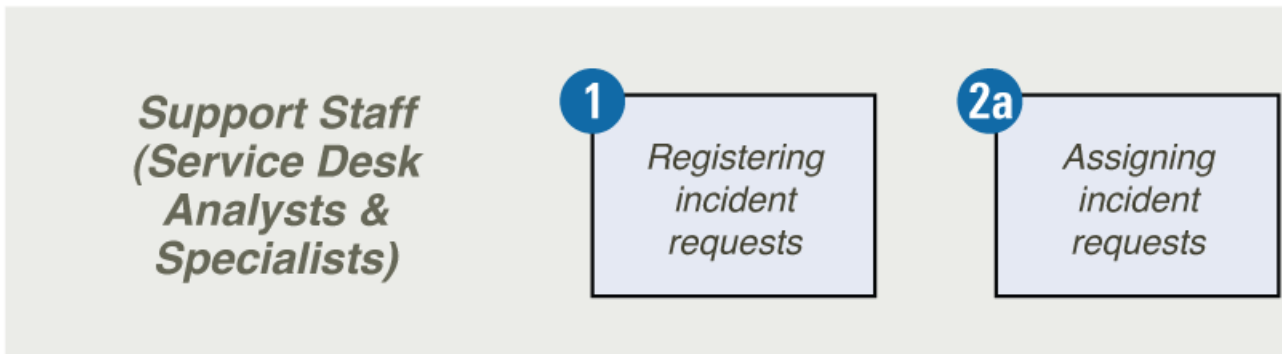 Support Staff
(Service Desk
Analysts &
Specialists)
1
Registering
incident
requests
2a
Assigning
incident
requests